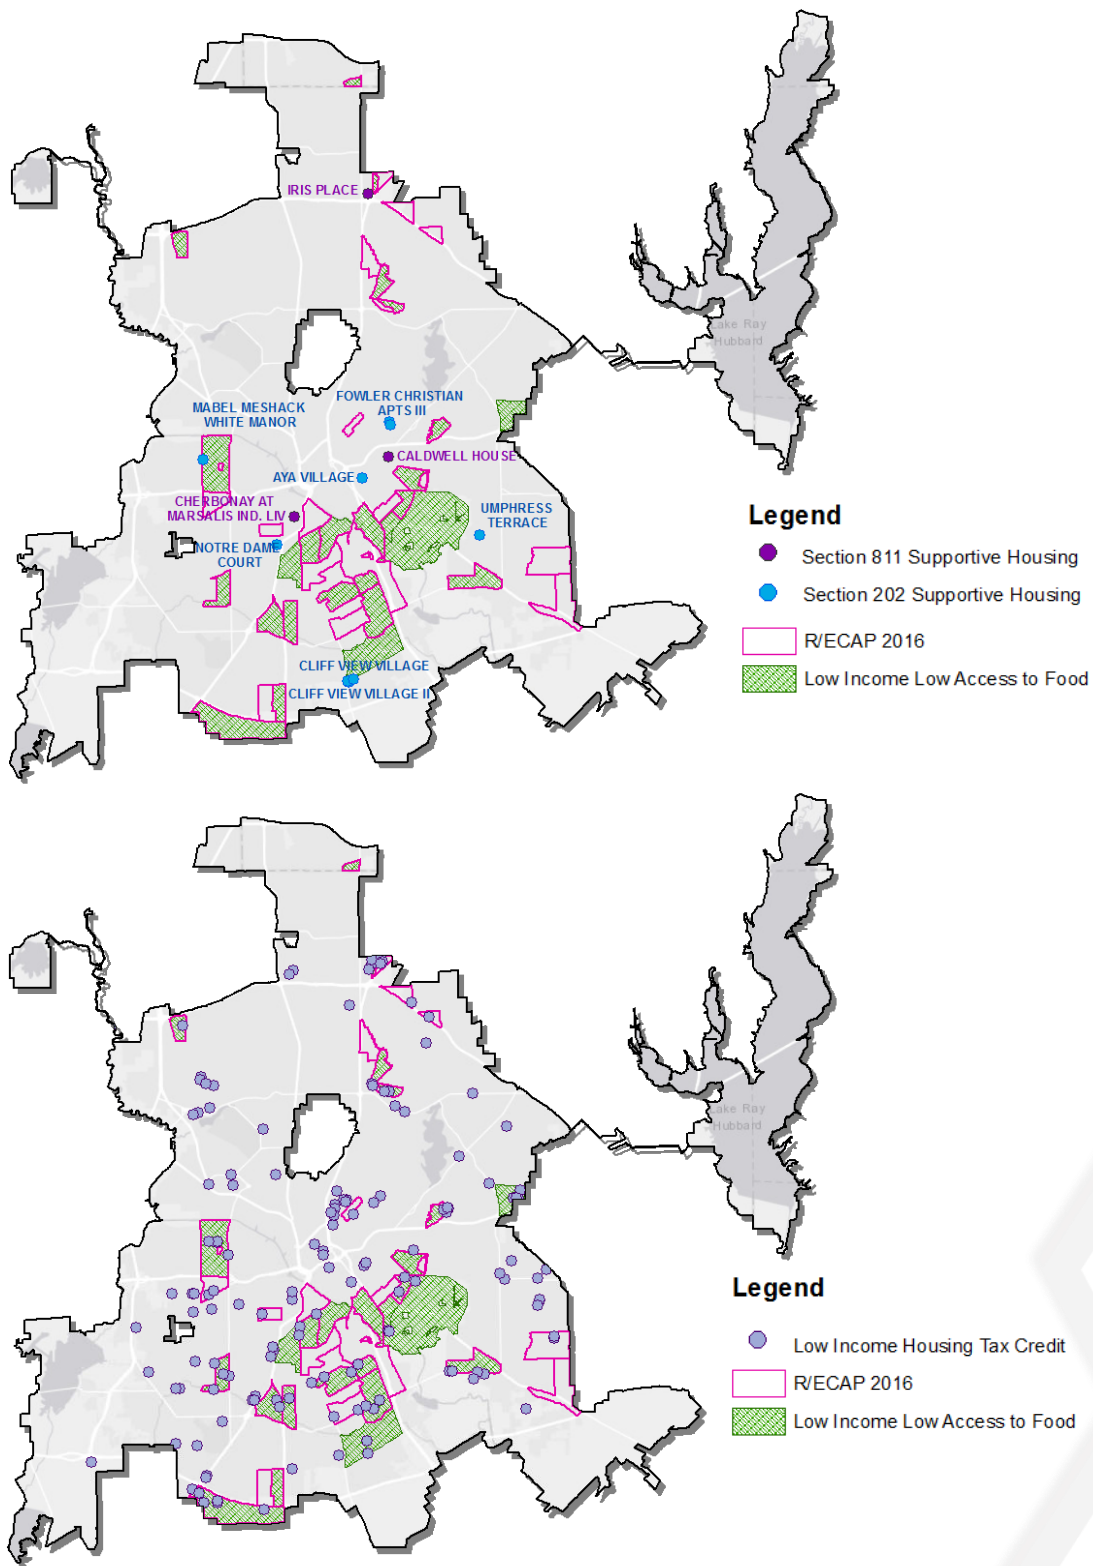 IRIS PLACE
Lake Ray
Hubbard
FOWLER CHRISTIAN
APTS III
MABEL MESHACK
WHITE MANOR
CALDWELL HOUSE
AYA VILLAGE
CHERBONAY AT
MARSALIS IND. LIV
UMPHRESS
TERRACE
NOTRE DAME
COURT
CLIFF VIEW VILLAGE
CLIFF VIEW VILLAGE II
Legend
Section 811 Supportive Housing
Section 202 Supportive Housing
R/ECAP 2016
Low Income Low Access to Food
Lake Ray
Hubbard
Legend
Low Income Housing Tax Credit
R/ECAP 2016
Low Income Low Access to Food